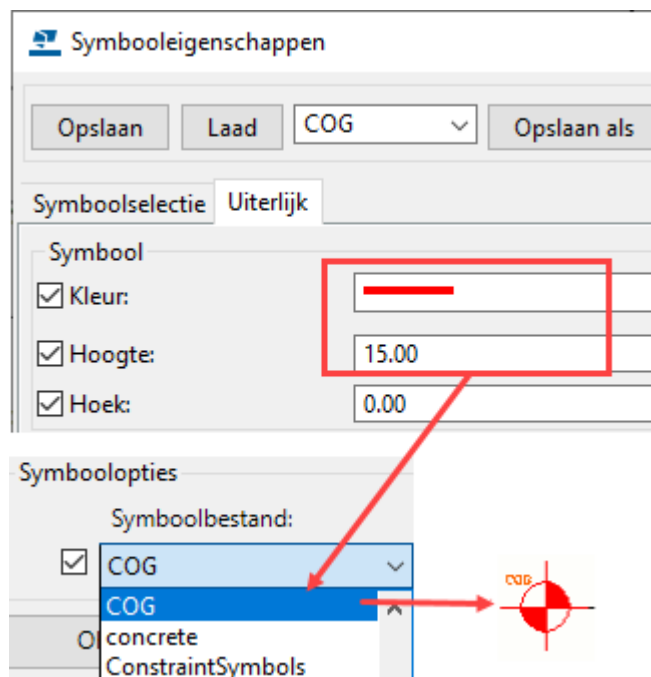 Symbooleigenschappen
Opslaan Laad COG Opslaan als
Symboolselectie Uiterlijk
Symbool
Kleur:
Hoogte: 15.00
Hoek: 0.00
Symboolopties
Symboolbestand:
COG
COG
concrete
ConstraintSymbols
COG